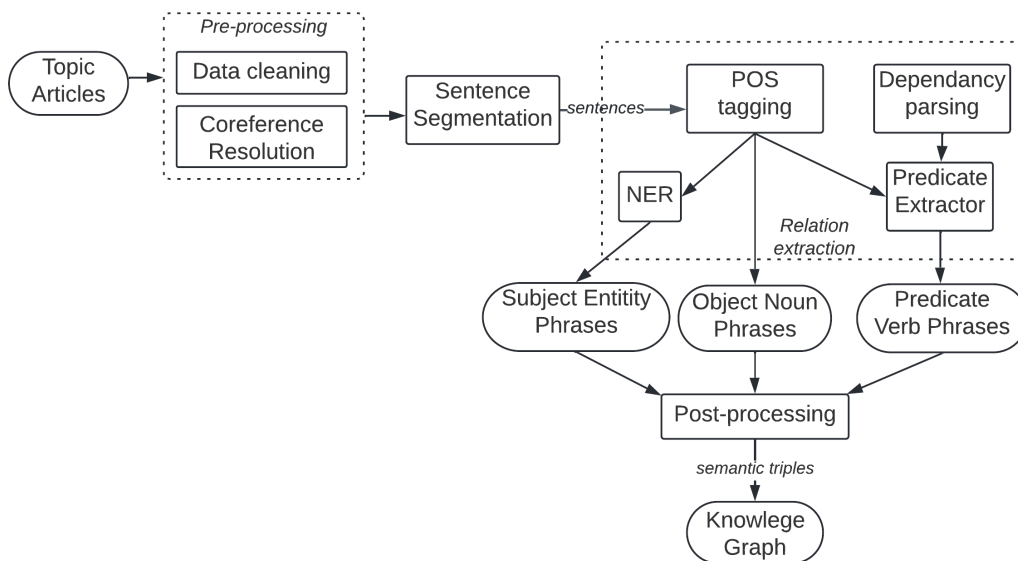 Pre-processing
Topic
Articles
Data cleaning
Coreference
Resolution
Sentence
Segmentation
sentences
POS
tagging
Dependancy
parsing
NER
Predicate
Extractor
Relation
extraction
Subject Entitity
Phrases
Object Noun
Phrases
Predicate
Verb Phrases
Post-processing
semantic triples
Knowlege
Graph